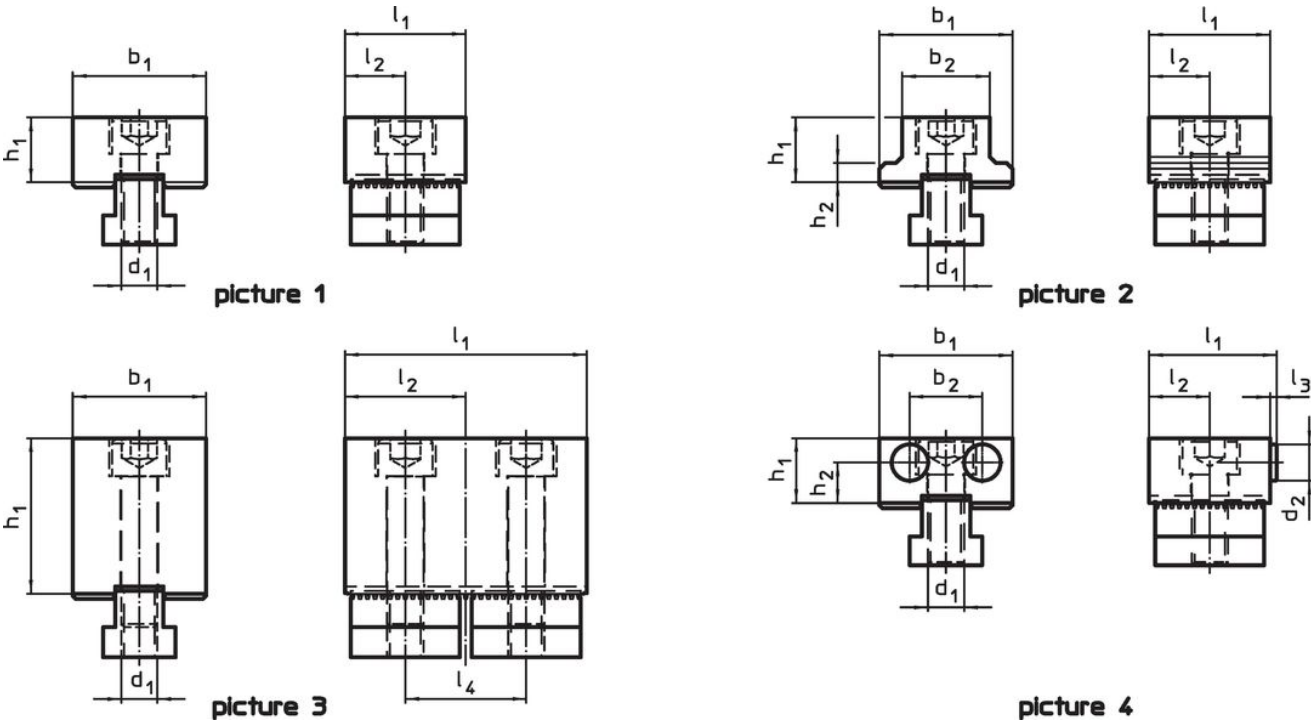 b1
l1
l2
h1
d1
picture 1
b1
b2
l1
l2
h1
h2
d1
picture 2
b1
l1
l2
h1
d1
l4
picture 3
b1
b2
l1
l2
l3
h1
h2
d2
d1
picture 4